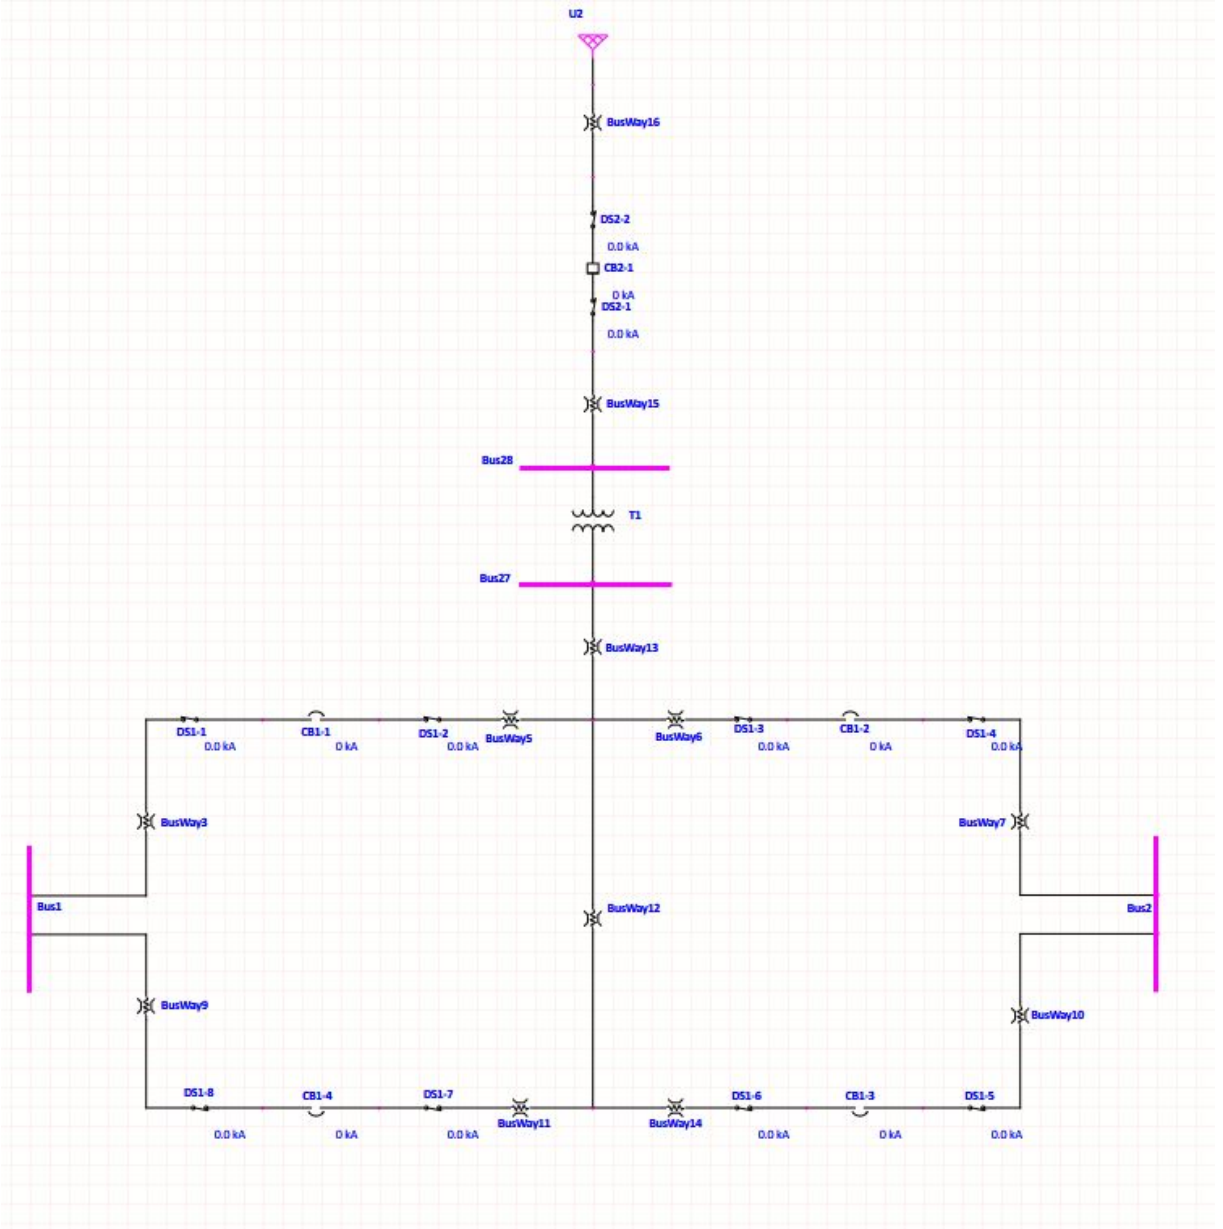 U2
BusWay16
DS2-2
0.0 kA
CB2-1
0 kA
DS2-1
0.0 kA
BusWay15
Bus28
T1
Bus27
BusWay13
DS1-1
0.0 kA
CB1-1
0 kA
DS1-2
0.0 kA
BusWay5
BusWay6
DS1-3
0.0 kA
CB1-2
0 kA
DS1-4
0.0 kA
BusWay3
BusWay7
Bus1
BusWay12
Bus2
BusWay9
BusWay10
DS1-8
0.0 kA
CB1-4
0 kA
DS1-7
0.0 kA
BusWay11
BusWay14
DS1-6
0.0 kA
CB1-3
0 kA
DS1-5
0.0 kA